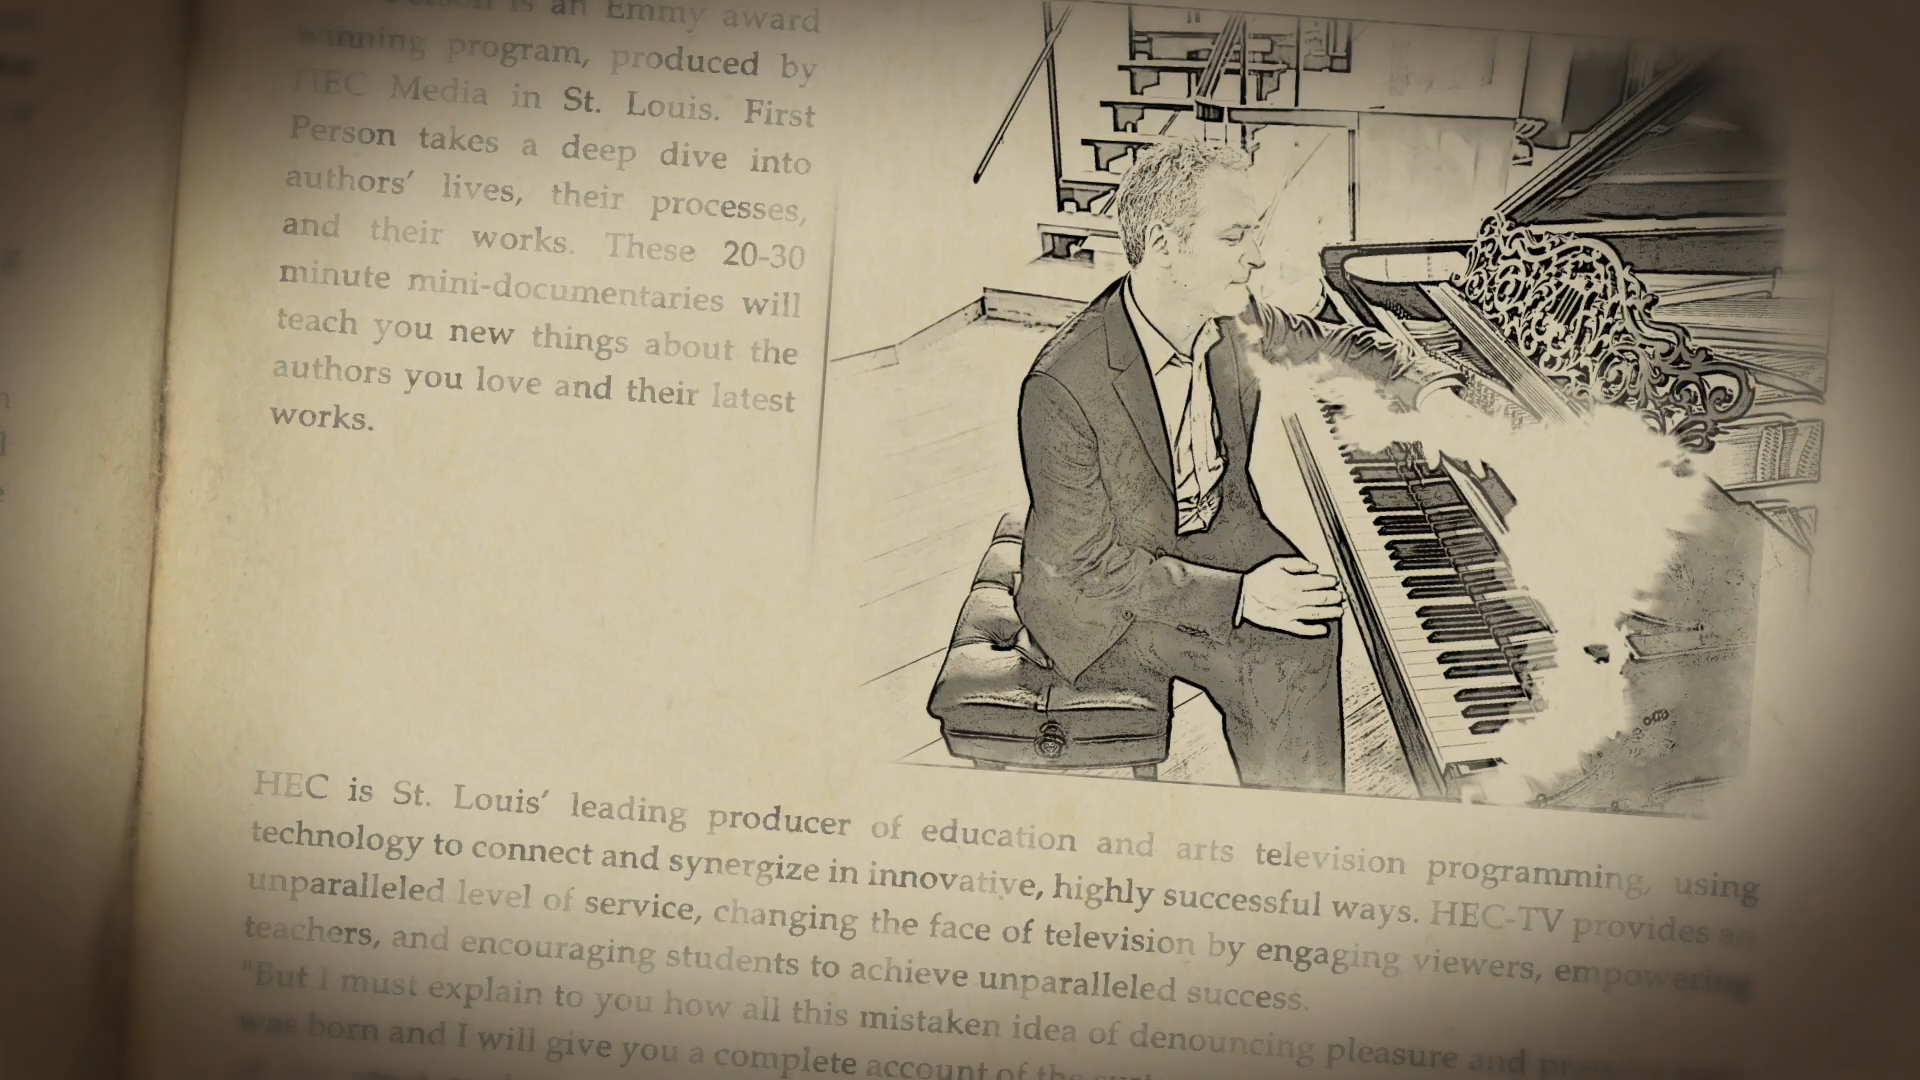 is an Emmy award
winning program, produced by
HEC Media in St. Louis. First
Person takes a deep dive into
authors' lives, their processes,
and their works. These 20-30
minute mini-documentaries will
teach you new things about the
authors you love and their latest
works.
HEC is St. Louis' leading producer of education and arts television programming, using
technology to connect and synergize in innovative, highly successful ways. HEC-TV provides an
unparalleled level of service, changing the face of television by engaging viewers, empowering
teachers, and encouraging students to achieve unparalleled success.
"But I must explain to you how all this mistaken idea of denouncing pleasure and
was born and I will give you a complete account of the